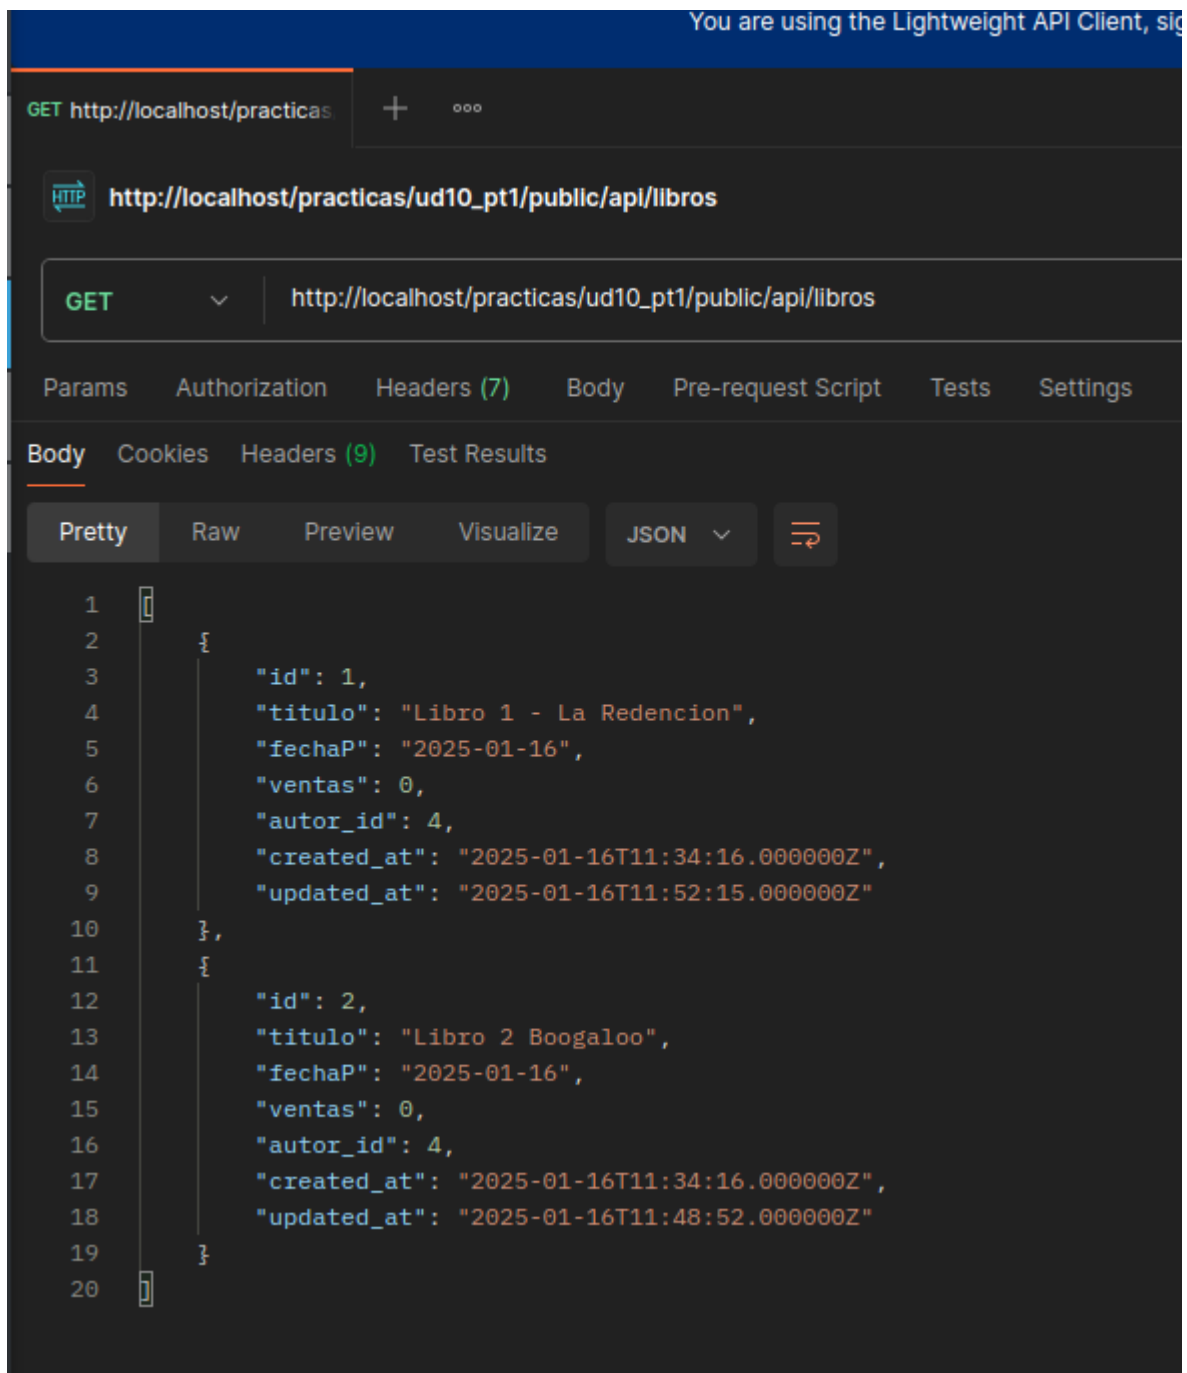 You are using the Lightweight API Client, sig
GET http://localhost/practicas.
http://localhost/practicas/ud10_pt1/public/api/libros
GET http://localhost/practicas/ud10_pt1/public/api/libros
Params Authorization Headers (7) Body Pre-request Script Tests Settings
Body Cookies Headers (9) Test Results
Pretty Raw Preview Visualize JSON
1 [
2 {
3 "id": 1,
4 "titulo": "Libro 1 - La Redencion",
5 "fechaP": "2025-01-16",
6 "ventas": 0,
7 "autor_id": 4,
8 "created_at": "2025-01-16T11:34:16.000000Z",
9 "updated_at": "2025-01-16T11:52:15.000000Z"
10 },
11 {
12 "id": 2,
13 "titulo": "Libro 2 Boogaloo",
14 "fechaP": "2025-01-16",
15 "ventas": 0,
16 "autor_id": 4,
17 "created_at": "2025-01-16T11:34:16.000000Z",
18 "updated_at": "2025-01-16T11:48:52.000000Z"
19 }
20 ]